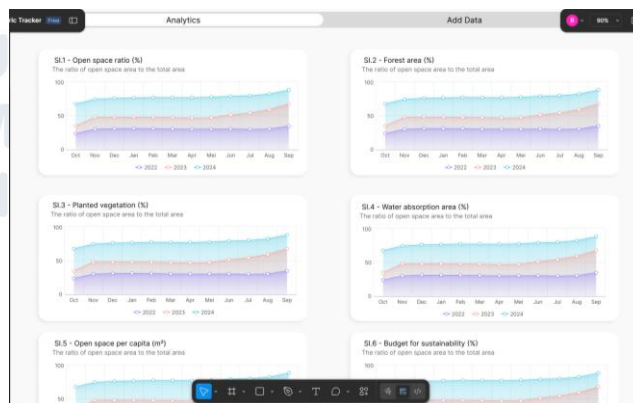 ric Tracker Free
Analytics
Add Data
B
90%
SI.1 - Open space ratio (%)
The ratio of open space area to the total area
100
50
0
Oct Nov Dec Jan Feb Mar Apr Mei Jun Jul Aug Sep
2022 2023 2024
SI.2 - Forest area (%)
The ratio of open space area to the total area
100
50
0
Oct Nov Dec Jan Feb Mar Apr Mei Jun Jul Aug Sep
2022 2023 2024
SI.3 - Planted vegetation (%)
The ratio of open space area to the total area
100
50
0
Oct Nov Dec Jan Feb Mar Apr Mei Jun Jul Aug Sep
2022 2023 2024
SI.4 - Water absorption area (%)
The ratio of open space area to the total area
100
50
0
Oct Nov Dec Jan Feb Mar Apr Mei Jun Jul Aug Sep
2022 2023 2024
SI.5 - Open space per capita (m²)
The ratio of open space area to the total area
100
50
SI.6 - Budget for sustainability (%)
The ratio of open space area to the total area
100
50